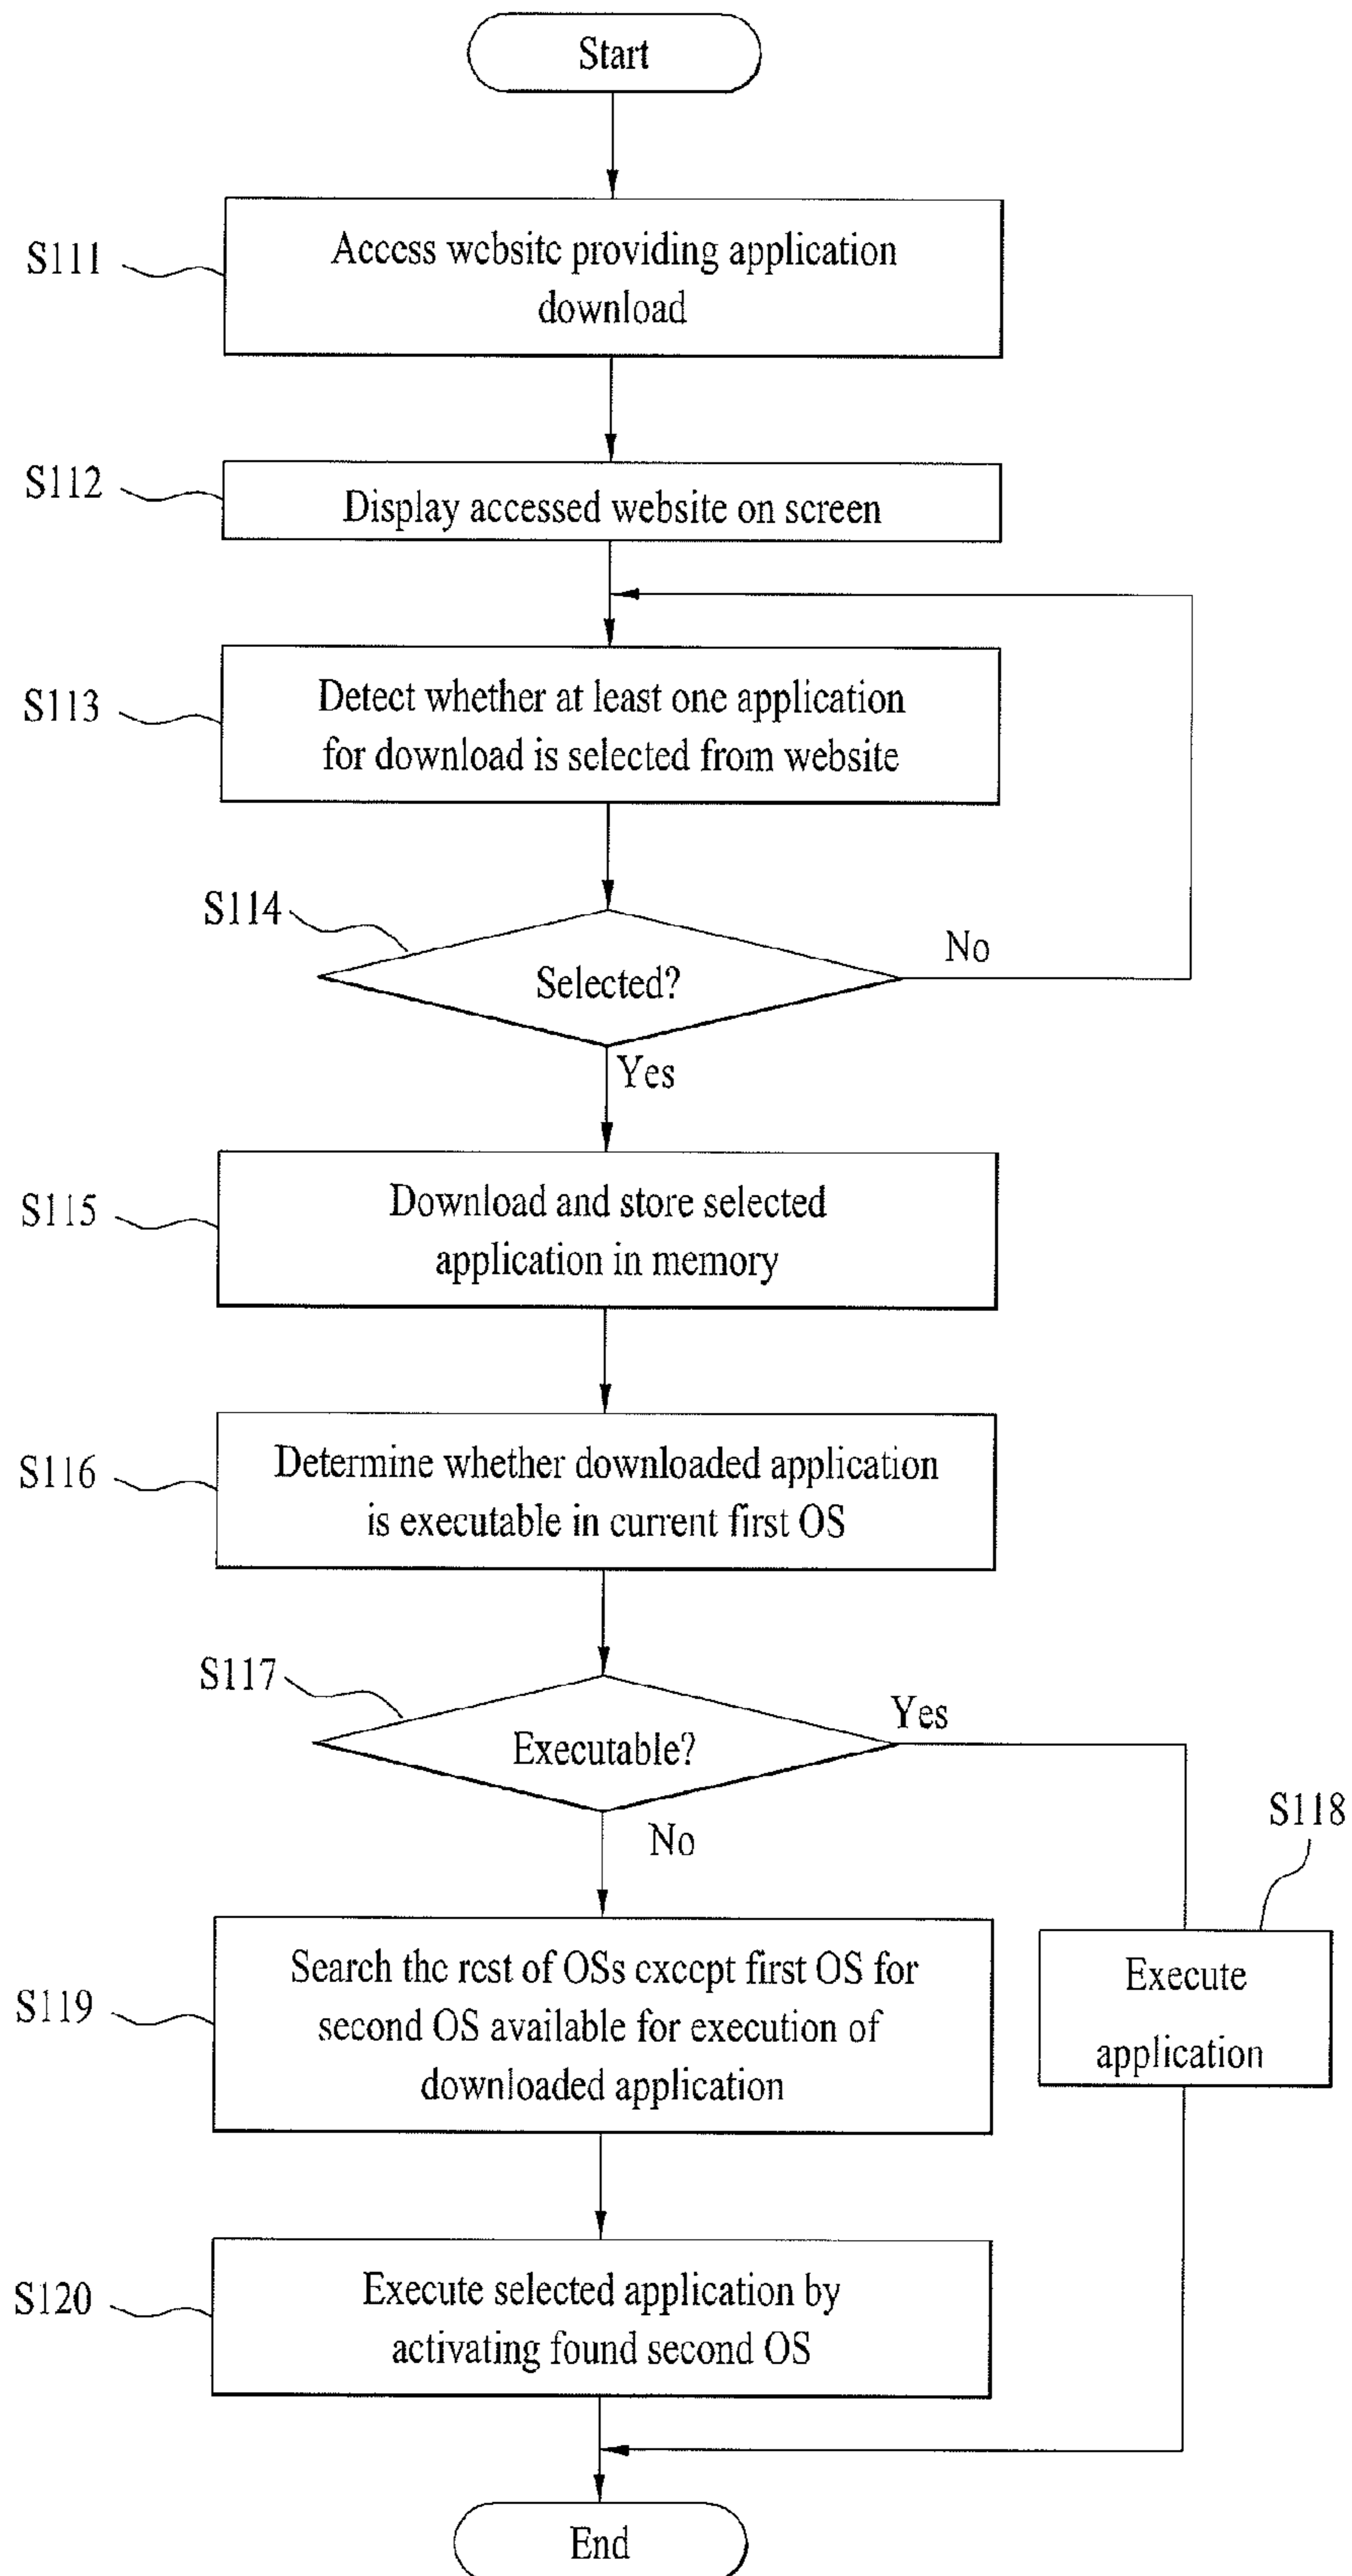 Start
S111
Access website providing application
download
S112
Display accessed website on screen
S113
Detect whether at least one application
for download is selected from website
S114
Selected?
No
Yes
S115
Download and store selected
application in memory
S116
Determine whether downloaded application
is executable in current first OS
S117
Executable?
Yes
No
S118
Execute
application
S119
Search the rest of OSs except first OS for
second OS available for execution of
downloaded application
S120
Execute selected application by
activating found second OS
End